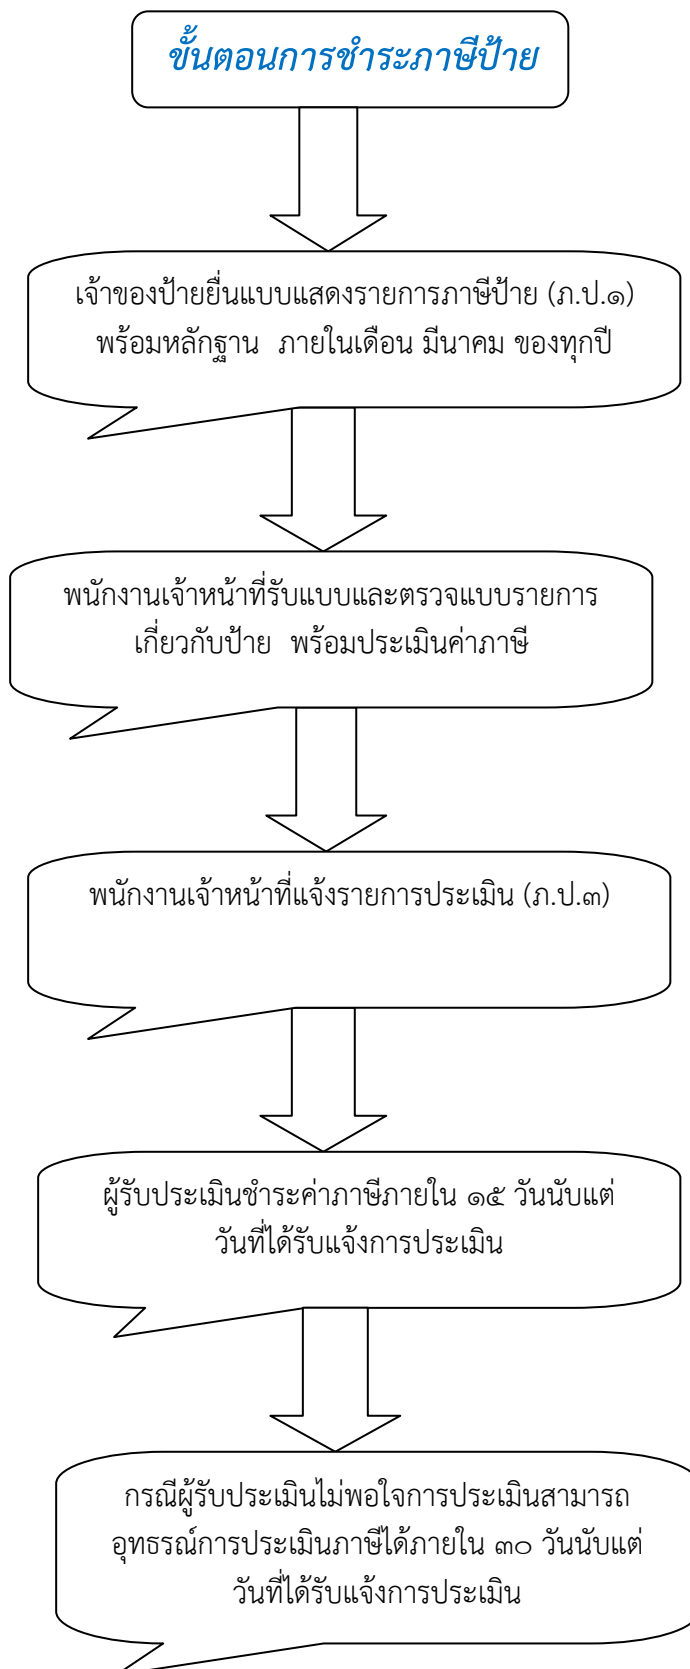 ขั้นตอนการชำระภาษีป้าย
เจ้าของป้ายยื่นแบบแสดงรายการภาษีป้าย (ภ.ป.๑)
พร้อมหลักฐาน ภายในเดือน มีนาคม ของทุกปี
พนักงานเจ้าหน้าที่รับแบบและตรวจแบบรายการ
เกี่ยวกับป้าย พร้อมประเมินค่าภาษี
พนักงานเจ้าหน้าที่แจ้งรายการประเมิน (ภ.ป.๓)
ผู้รับประเมินชำระค่าภาษีภายใน ๑๕ วันนับแต่
วันที่ได้รับแจ้งการประเมิน
กรณีผู้รับประเมินไม่พอใจการประเมินสามารถ
อุทธรณ์การประเมินภาษีได้ภายใน ๓๐ วันนับแต่
วันที่ได้รับแจ้งการประเมิน